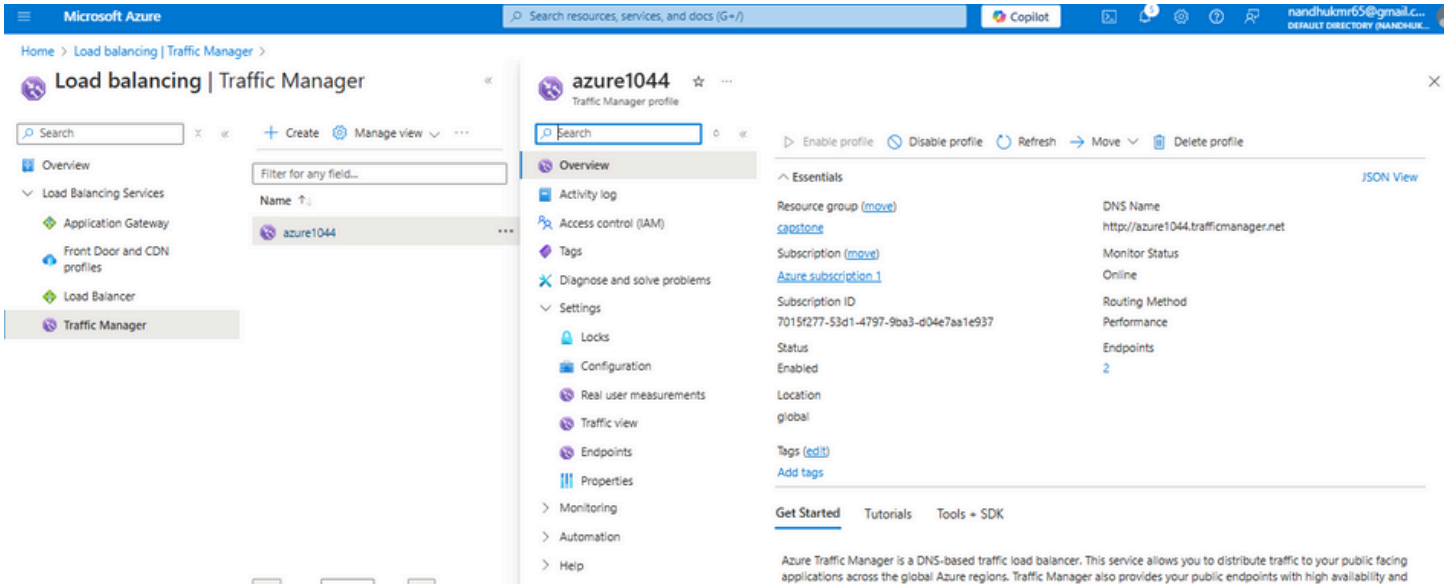 Microsoft Azure
Search resources, services, and docs (G+/)
Copilot
5
nandhukmr65@gmail.c...
DEFAULT DIRECTORY (NANDHUK...
Home > Load balancing | Traffic Manager >
Load balancing | Traffic Manager
Search
Overview
Load Balancing Services
Application Gateway
Front Door and CDN
profiles
Load Balancer
Traffic Manager
Create
Manage view
Filter for any field...
Name ↑↓
azure1044
azure1044
Traffic Manager profile
Search
Overview
Activity log
Access control (IAM)
Tags
Diagnose and solve problems
Settings
Locks
Configuration
Real user measurements
Traffic view
Endpoints
Properties
Monitoring
Automation
Help
Enable profile
Disable profile
Refresh
Move
Delete profile
Essentials
JSON View
Resource group (move)
capstone
Subscription (move)
Azure subscription 1
Subscription ID
7015f277-53d1-4797-9ba3-d04e7aa1e937
Status
Enabled
Location
global
DNS Name
http://azure1044.trafficmanager.net
Monitor Status
Online
Routing Method
Performance
Endpoints
2
Tags (edit)
Add tags
Get Started
Tutorials
Tools + SDK
Azure Traffic Manager is a DNS-based traffic load balancer. This service allows you to distribute traffic to your public facing
applications across the global Azure regions. Traffic Manager also provides your public endpoints with high availability and